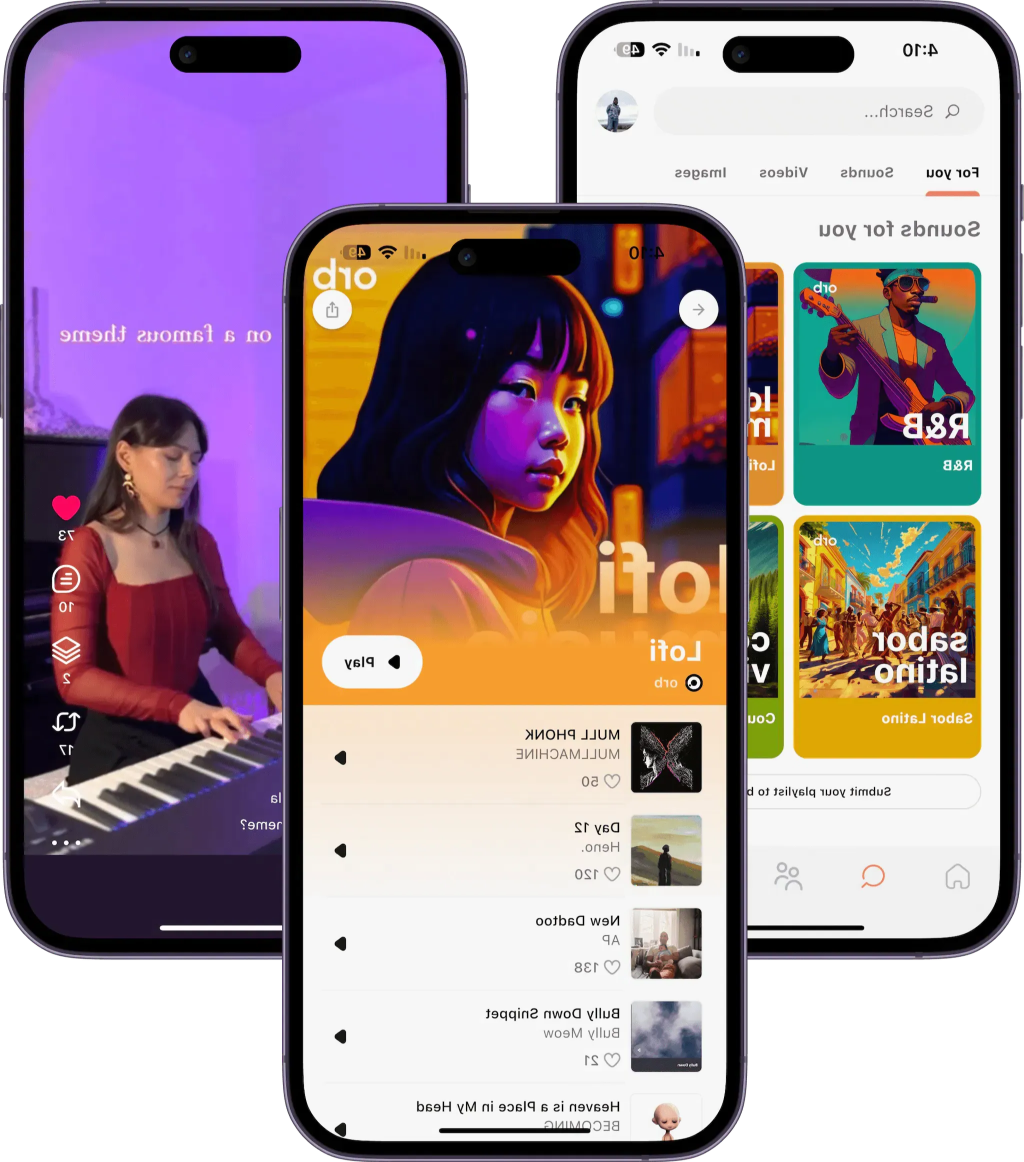 on a famous theme
73
10
2
17
la
heme?
4:10
49
orb
lofi
music
Lofi
orb
Play
MULL PHONK
MULLMACHINE
50
Day 12
Heno.
120
New Dadtoo
AP
138
Bully Down Snippet
Bully Meow
21
Heaven is a Place in My Head
BECOMING
4:10
49
Search...
For you
Sounds
Videos
Images
Sounds for you
orb
R&B
R&B
lo
m
Lofi
orb
sabor
latino
Sabor Latino
co
vi
Cou
Submit your playlist to b